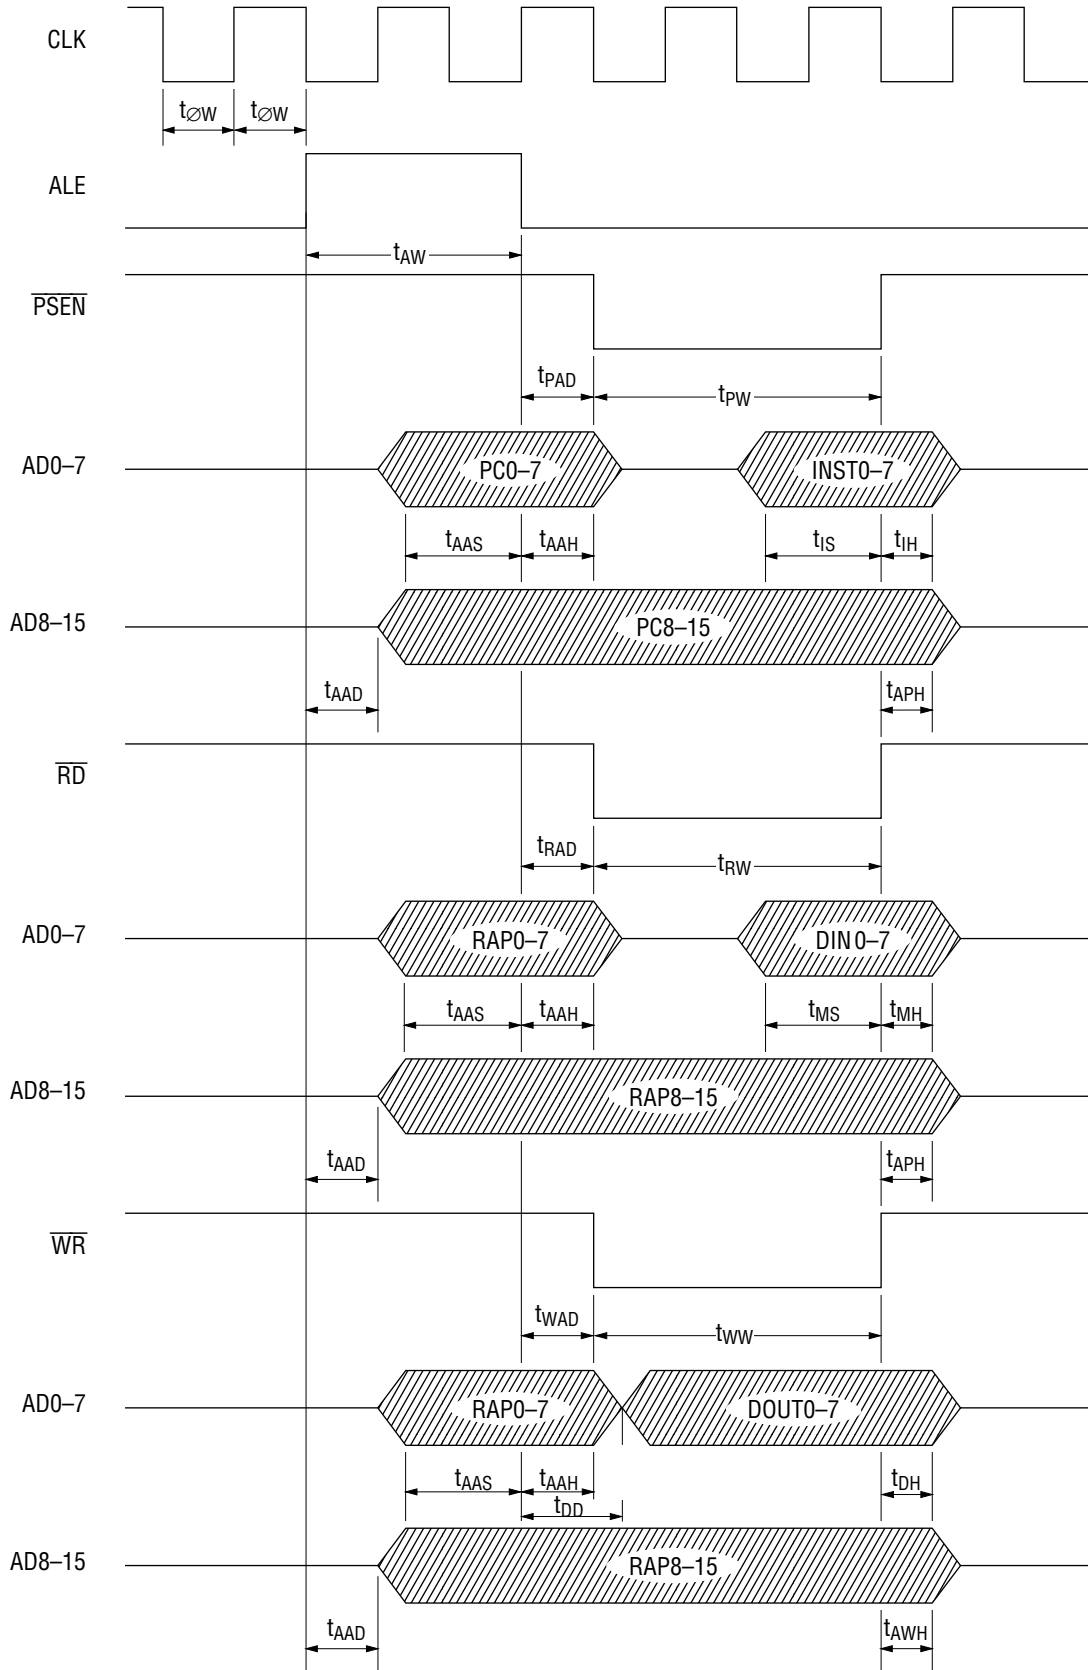 CLK
t∅W t∅W
ALE
tAW
PSEN
tPAD tPW
AD0–7 PC0–7 INST0–7
tAAS tAAH tIS tIH
AD8–15 PC8–15
tAAD tAPH
RD
tRAD tRW
AD0–7 RAP0–7 DIN0–7
tAAS tAAH tMS tMH
AD8–15 RAP8–15
tAAD tAPH
WR
tWAD tWW
AD0–7 RAP0–7 DOUT0–7
tAAS tAAH tDH
tDD
AD8–15 RAP8–15
tAAD tAWH